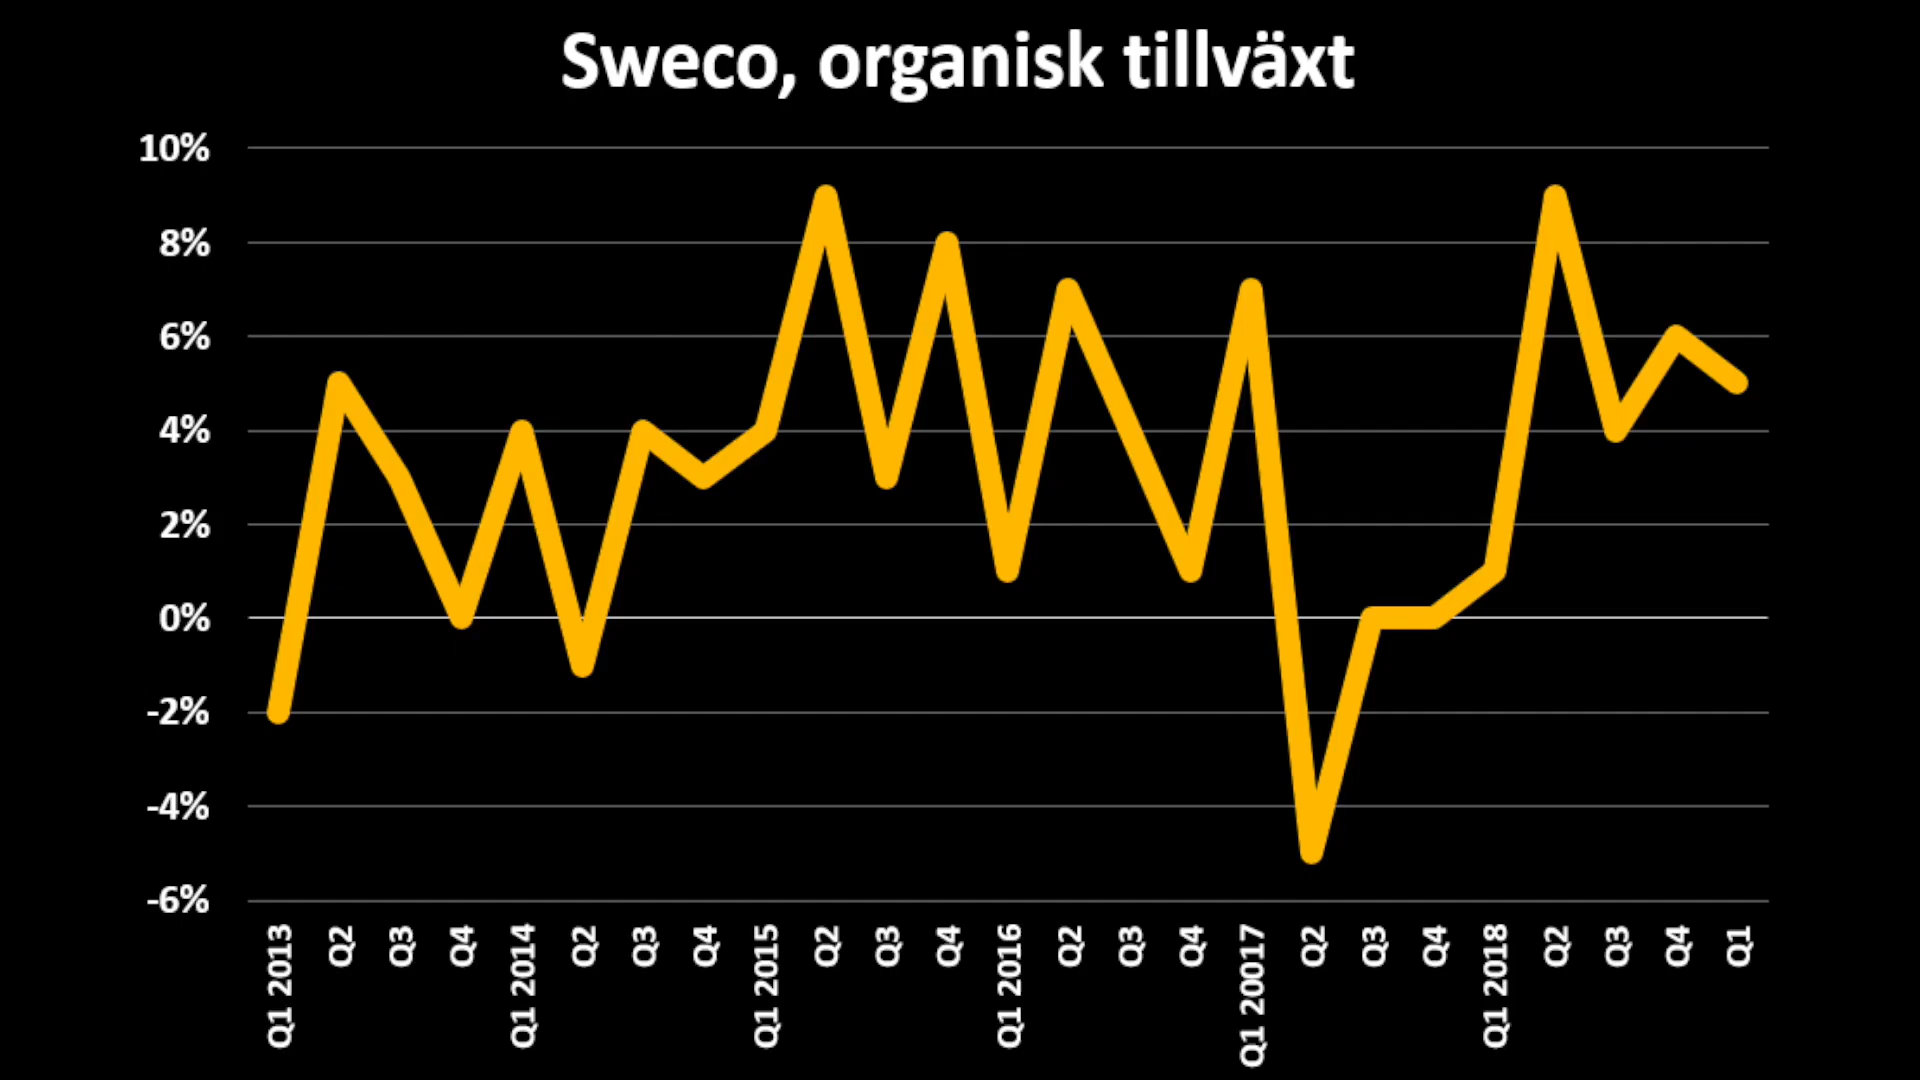 Sweco, organisk tillväxt
10%
8%
6%
4%
2%
0%
-2%
-4%
-6%
Q1 2013
Q2
Q3
Q4
Q1 2014
Q2
Q3
Q4
Q1 2015
Q2
Q3
Q4
Q1 2016
Q2
Q3
Q4
Q1 20017
Q2
Q3
Q4
Q1 2018
Q2
Q3
Q4
Q1